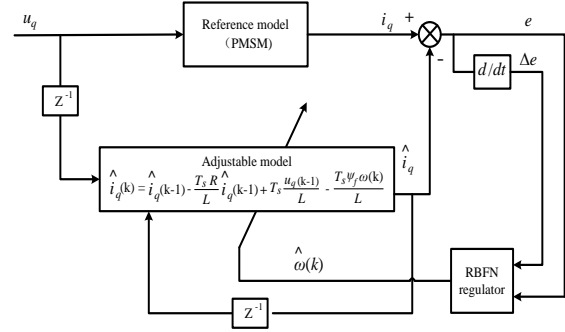 u_q
Reference model
(PMSM)
i_q + e
-
d/dt Δe
Z⁻¹
Adjustable model
î_q(k) = î_q(k-1) - T_s R / L î_q(k-1) + T_s u_q(k-1) / L - T_s ψ_f ω(k) / L
î_q
ω̂(k)
RBFN
regulator
Z⁻¹